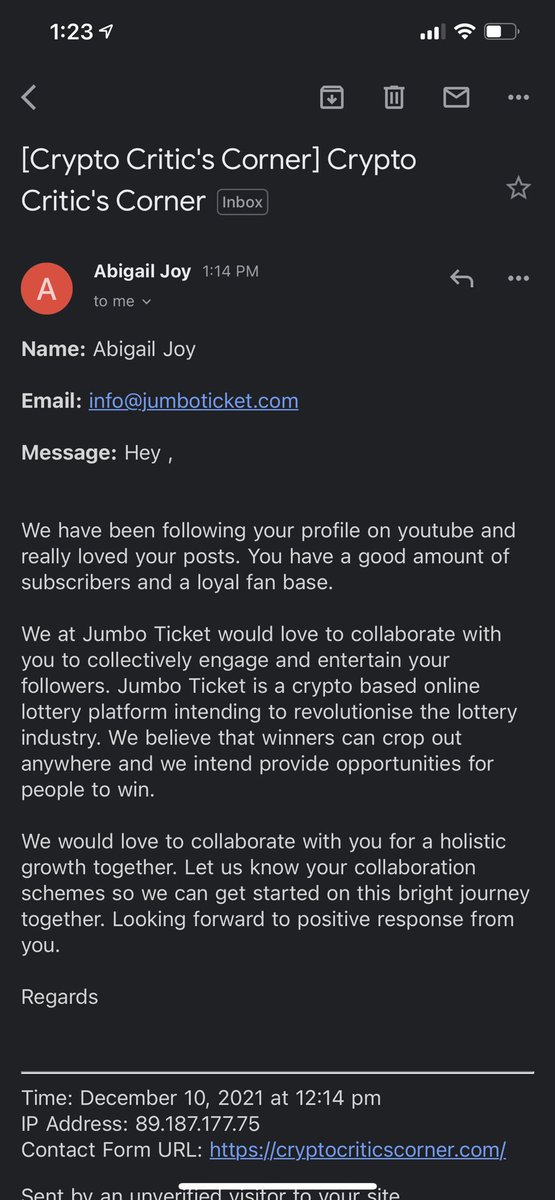 1:23
[Crypto Critic's Corner] Crypto
Critic's Corner Inbox
A
Abigail Joy 1:14 PM
to me
Name: Abigail Joy
Email: info@jumboticket.com
Message: Hey ,
We have been following your profile on youtube and
really loved your posts. You have a good amount of
subscribers and a loyal fan base.
We at Jumbo Ticket would love to collaborate with
you to collectively engage and entertain your
followers. Jumbo Ticket is a crypto based online
lottery platform intending to revolutionise the lottery
industry. We believe that winners can crop out
anywhere and we intend provide opportunities for
people to win.
We would love to collaborate with you for a holistic
growth together. Let us know your collaboration
schemes so we can get started on this bright journey
together. Looking forward to positive response from
you.
Regards
Time: December 10, 2021 at 12:14 pm
IP Address: 89.187.177.75
Contact Form URL: https://cryptocriticscorner.com/
Sent by an unverified visitor to your site.